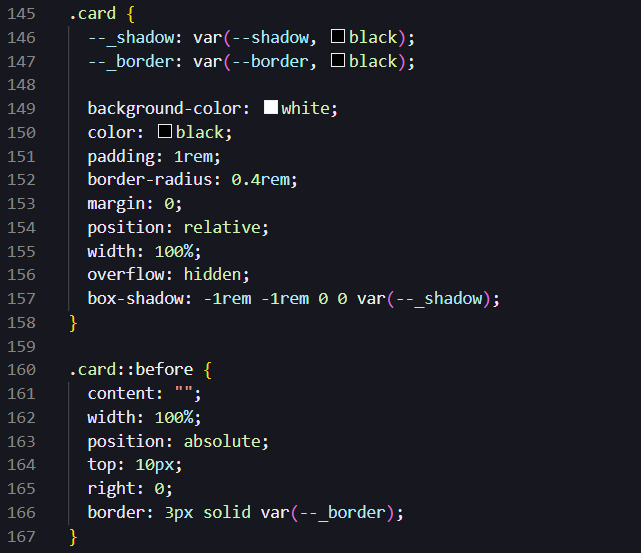 145 .card {
146 --_shadow: var(--shadow, black);
147 --_border: var(--border, black);
148
149 background-color: white;
150 color: black;
151 padding: 1rem;
152 border-radius: 0.4rem;
153 margin: 0;
154 position: relative;
155 width: 100%;
156 overflow: hidden;
157 box-shadow: -1rem -1rem 0 0 var(--_shadow);
158 }
159
160 .card::before {
161 content: "";
162 width: 100%;
163 position: absolute;
164 top: 10px;
165 right: 0;
166 border: 3px solid var(--_border);
167 }